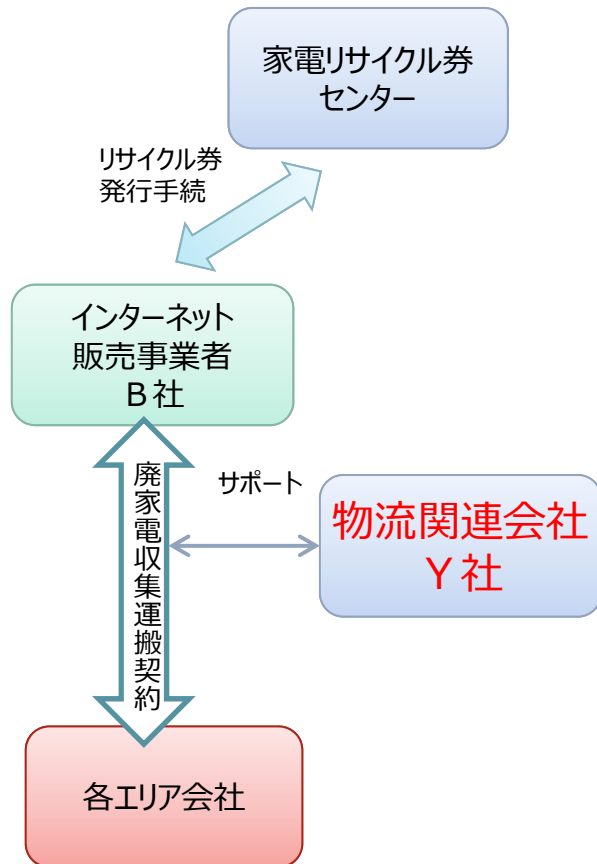 家電リサイクル券
センター
リサイクル券
発行手続
インターネット
販売事業者
Ｂ社
廃家電収集運搬契約
サポート
物流関連会社
Ｙ社
各エリア会社